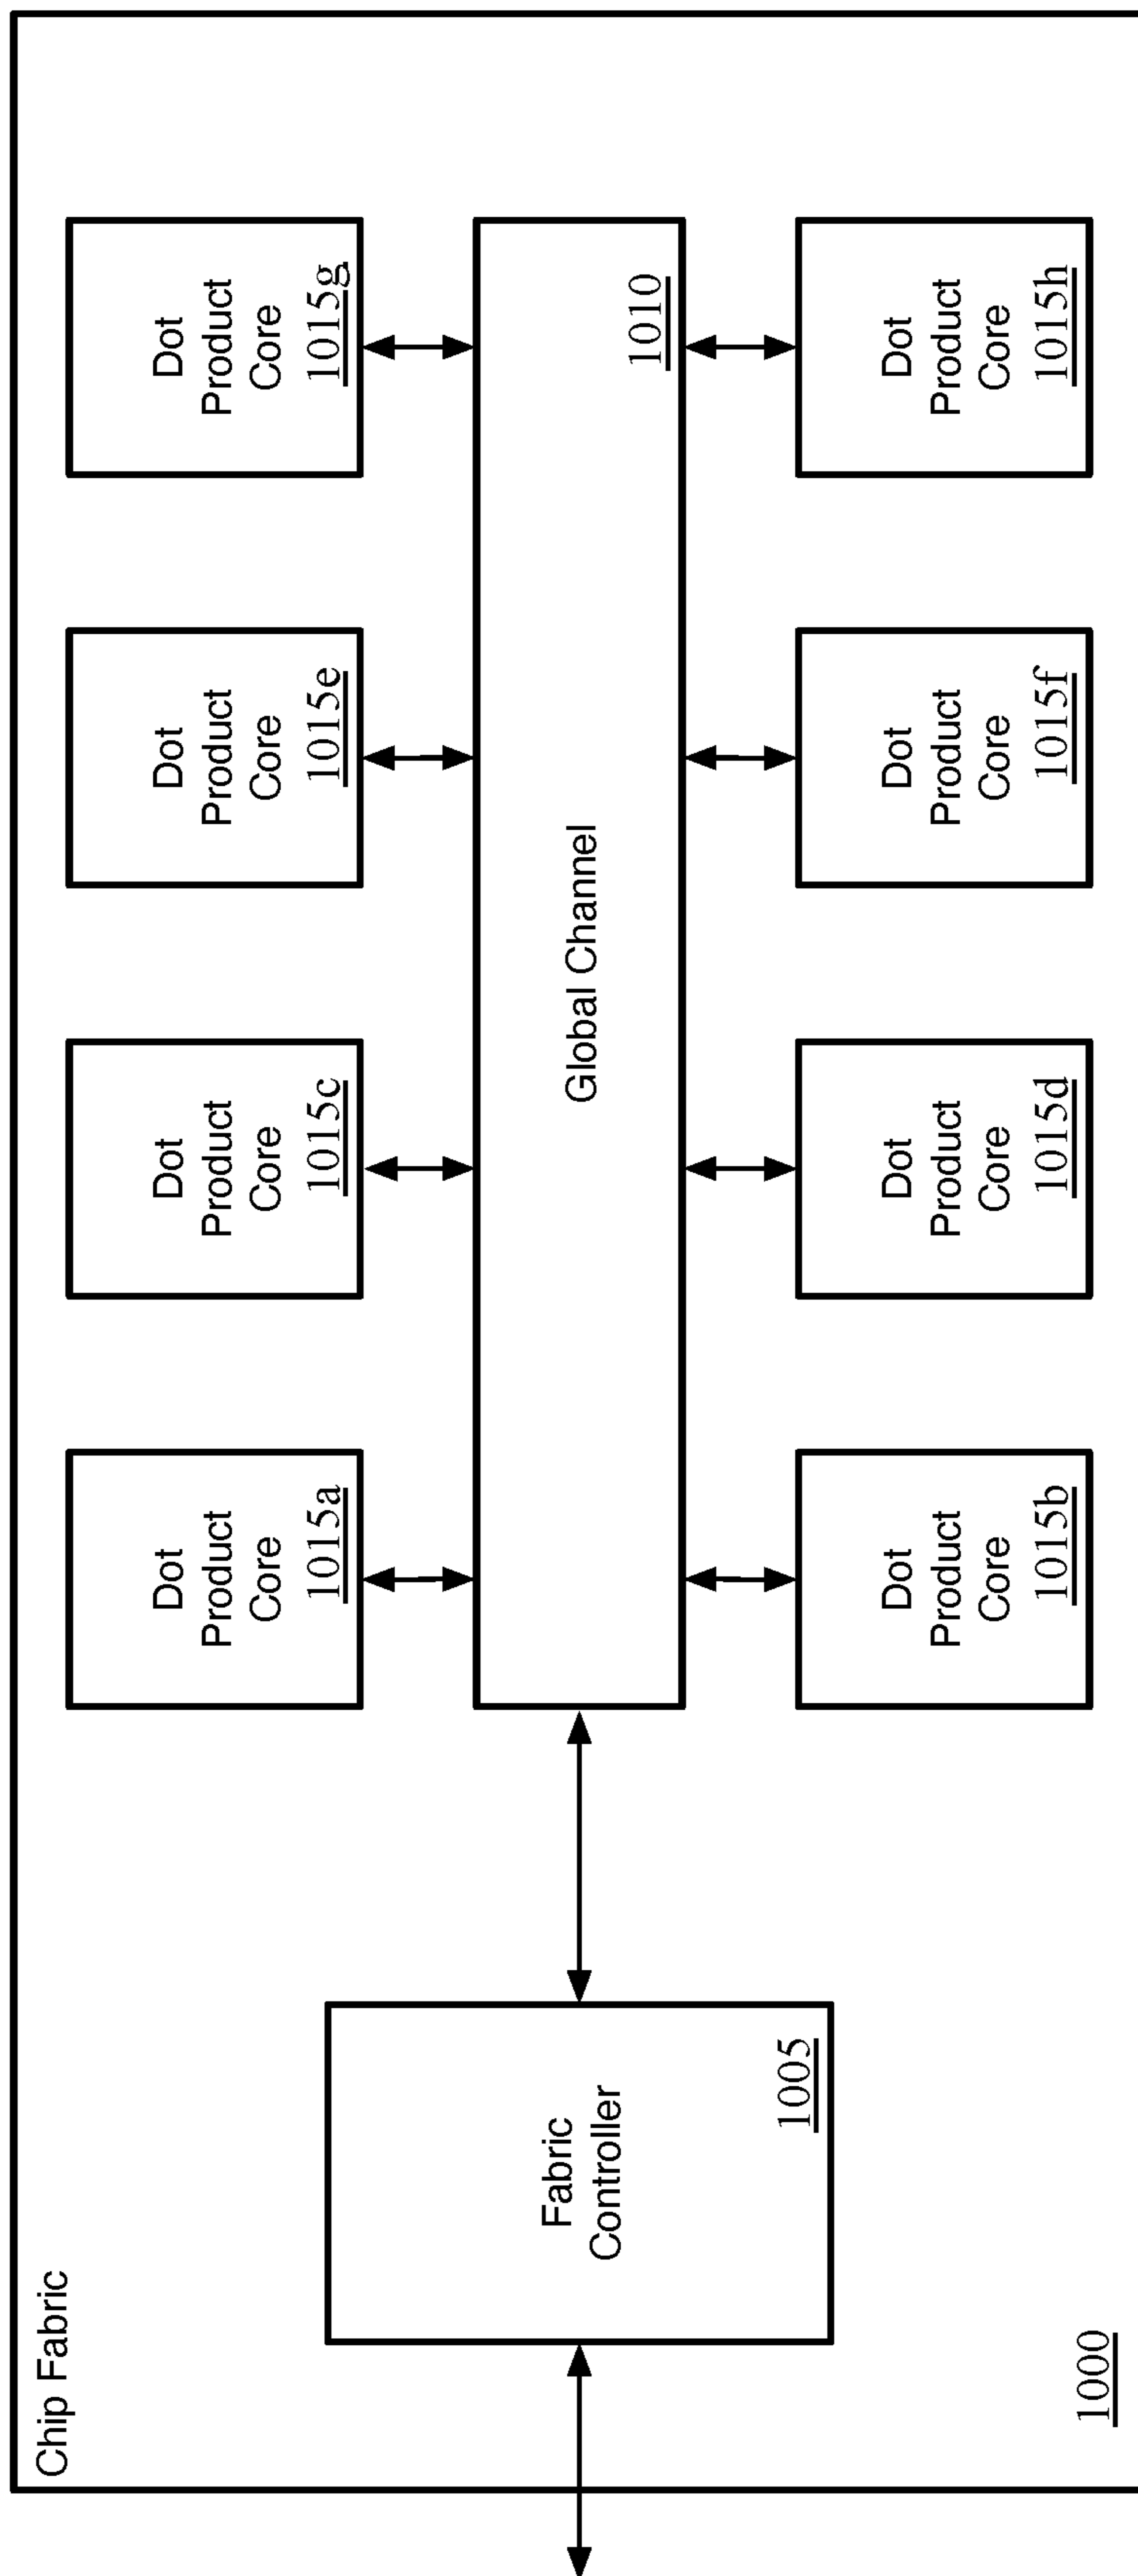 Chip Fabric
Dot
Product
Core
1015a
Dot
Product
Core
1015c
Dot
Product
Core
1015e
Dot
Product
Core
1015g
Fabric
Controller
1005
Global Channel
1010
Dot
Product
Core
1015b
Dot
Product
Core
1015d
Dot
Product
Core
1015f
Dot
Product
Core
1015h
1000